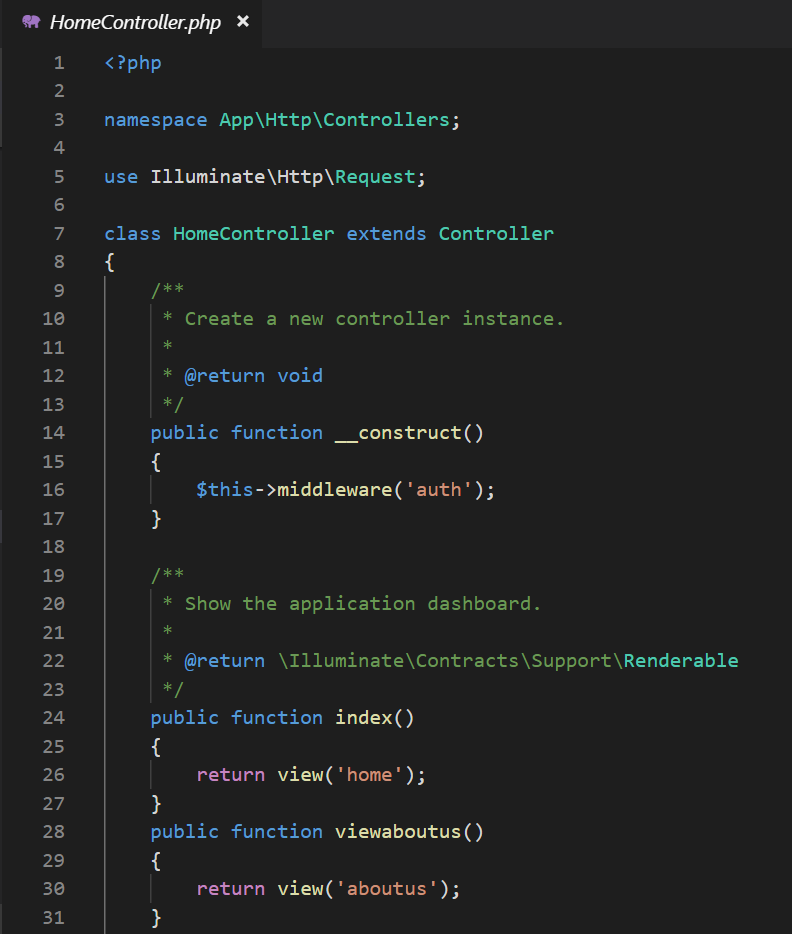 HomeController.php ×
1 <?php
2
3 namespace App\Http\Controllers;
4
5 use Illuminate\Http\Request;
6
7 class HomeController extends Controller
8 {
9     /**
10      * Create a new controller instance.
11      *
12      * @return void
13      */
14     public function __construct()
15     {
16         $this->middleware('auth');
17     }
18
19     /**
20      * Show the application dashboard.
21      *
22      * @return \Illuminate\Contracts\Support\Renderable
23      */
24     public function index()
25     {
26         return view('home');
27     }
28     public function viewaboutus()
29     {
30         return view('aboutus');
31     }